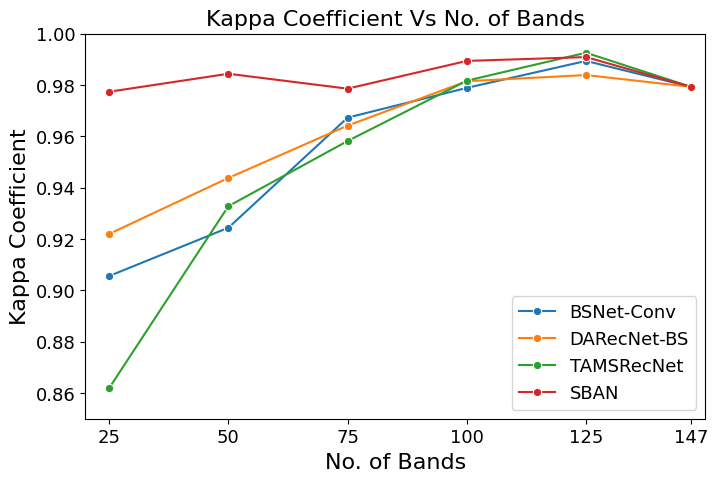 Kappa Coefficient Vs No. of Bands
1.00
0.98
0.96
0.94
0.92
0.90
0.88
0.86
Kappa Coefficient
BSNet-Conv
DARecNet-BS
TAMSRecNet
SBAN
25 50 75 100 125 147
No. of Bands